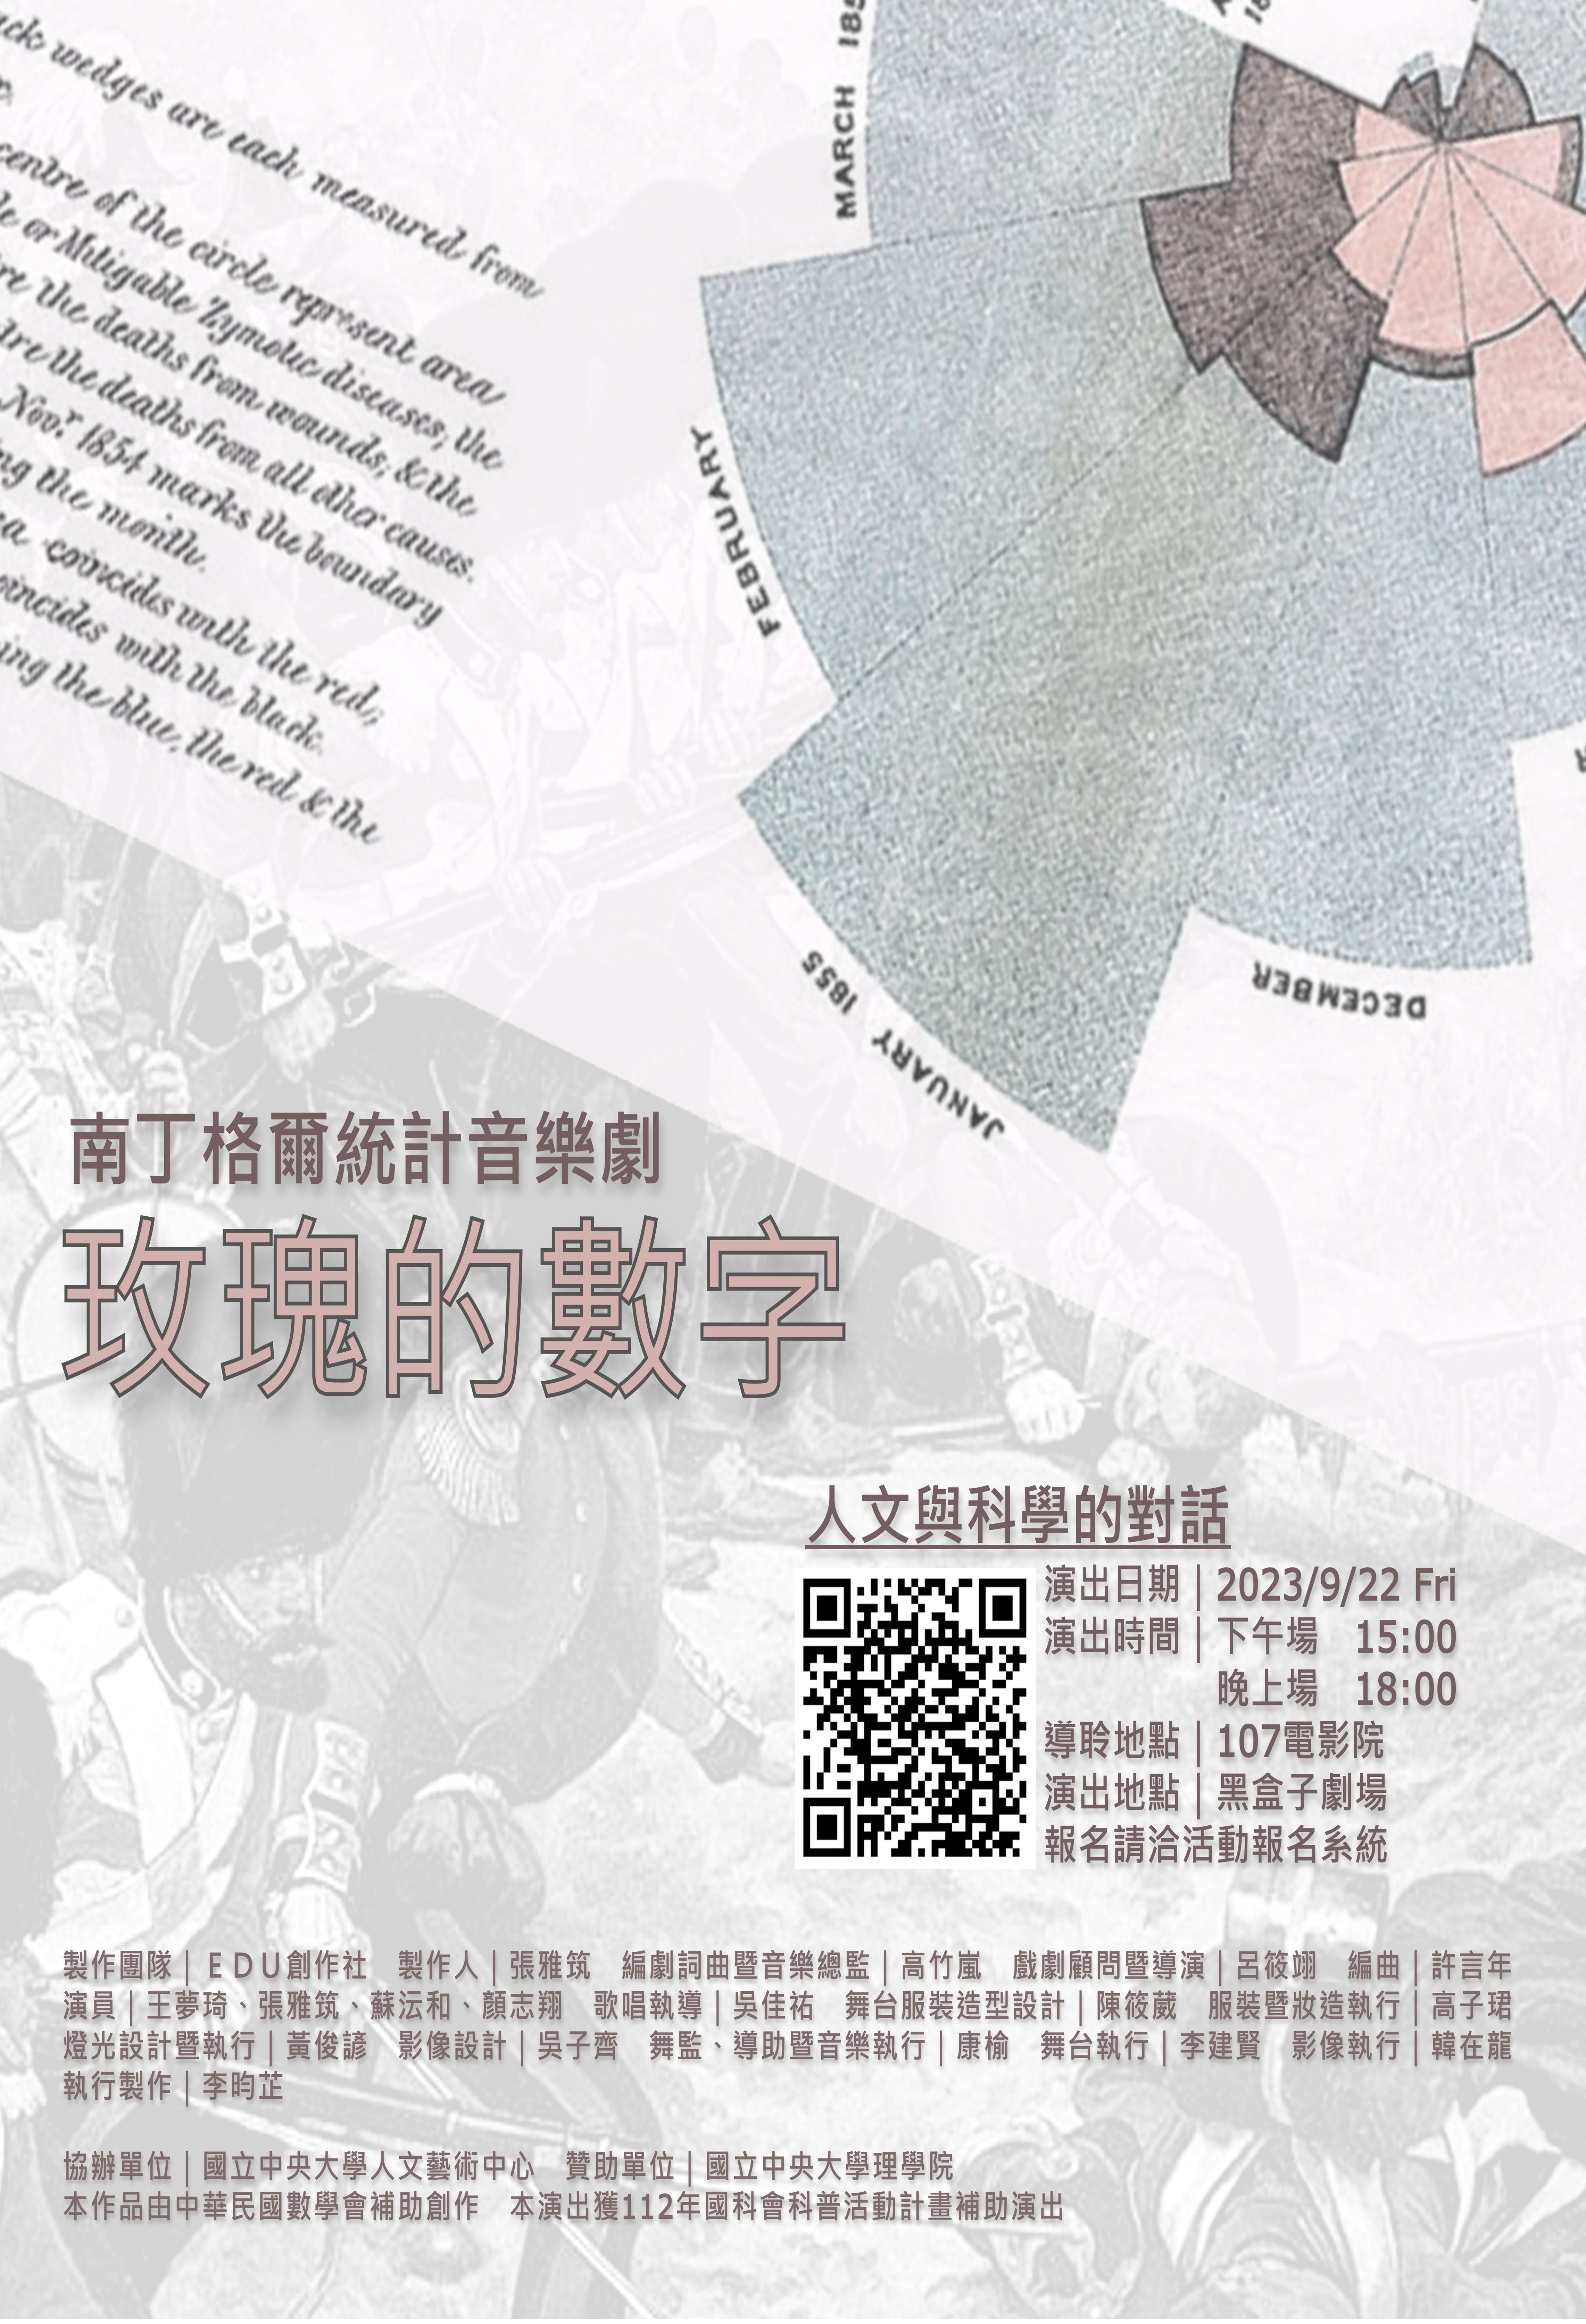 ck wedges are each measured from
centre of the circle represent area
or Mitigable Zymotic diseases, the
the deaths from wounds, & the
the deaths from all other causes.
Novr. 1854 marks the boundary
the month.
coincides with the red,
with the black.
ing the blue, the red & the
MARCH 185
FEBRUARY
JANUARY 1855
DECEMBER
南丁格爾統計音樂劇
玫瑰的數字
人文與科學的對話
演出日期｜2023/9/22 Fri
演出時間｜下午場 15:00
晚上場 18:00
導聆地點｜107電影院
演出地點｜黑盒子劇場
報名請洽活動報名系統
製作團隊｜ＥＤＵ創作社 製作人｜張雅筑 編劇詞曲暨音樂總監｜高竹嵐 戲劇顧問暨導演｜呂筱翊 編曲｜許言年
演員｜王夢琦、張雅筑、蘇沄和、顏志翔 歌唱執導｜吳佳祐 舞台服裝造型設計｜陳筱葳 服裝暨妝造執行｜高子珺
燈光設計暨執行｜黃俊諺 影像設計｜吳子齊 舞監、導助暨音樂執行｜康榆 舞台執行｜李建賢 影像執行｜韓在龍
執行製作｜李昀芷
協辦單位｜國立中央大學人文藝術中心 贊助單位｜國立中央大學理學院
本作品由中華民國數學會補助創作 本演出獲112年國科會科普活動計畫補助演出